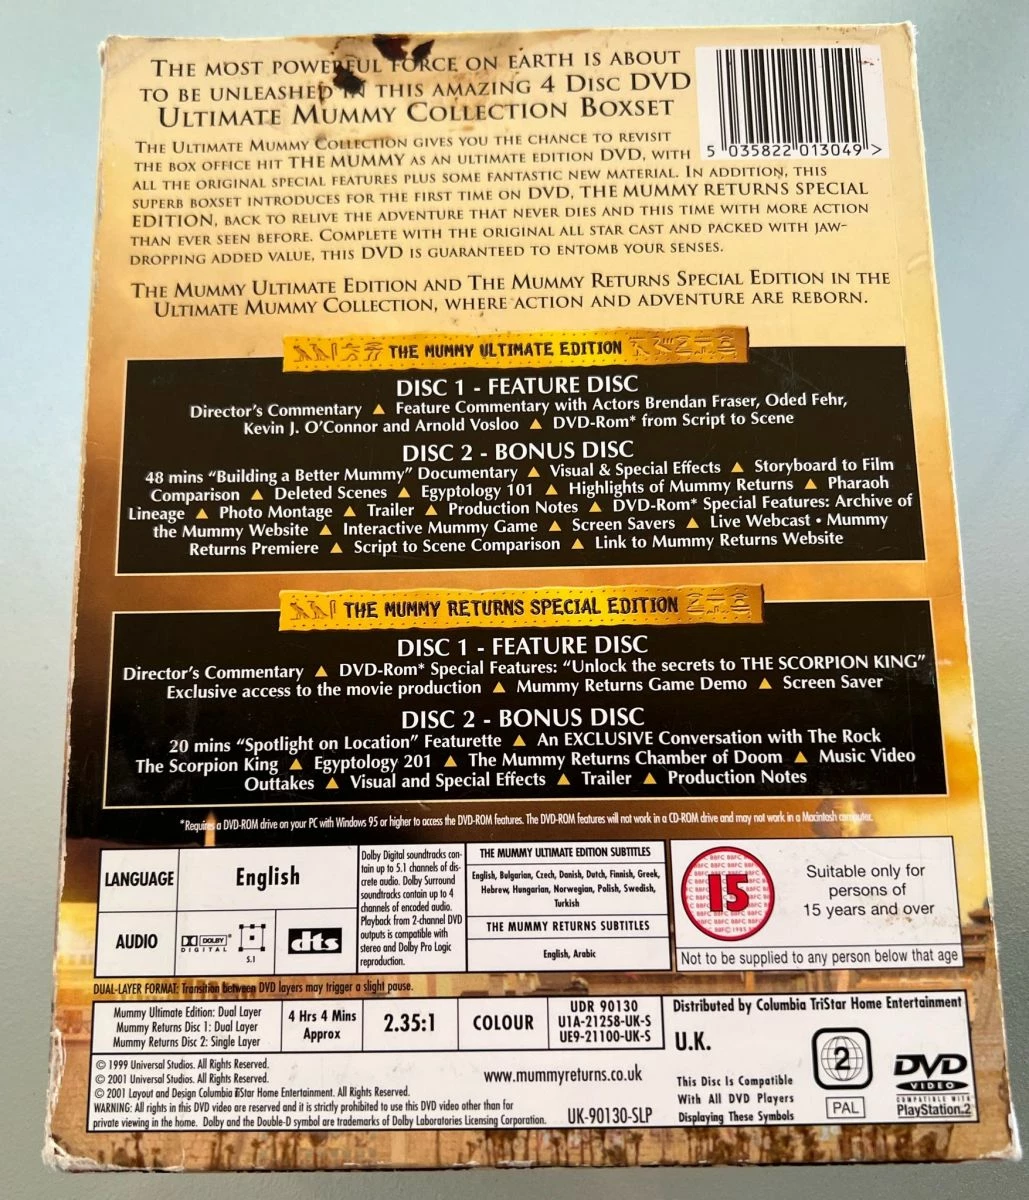 THE MOST POWERFUL FORCE ON EARTH IS ABOUT
TO BE UNLEASHED IN THIS AMAZING 4 DISC DVD
ULTIMATE MUMMY COLLECTION BOXSET
THE ULTIMATE MUMMY COLLECTION GIVES YOU THE CHANCE TO REVISIT
THE BOX OFFICE HIT THE MUMMY AS AN ULTIMATE EDITION DVD, WITH
ALL THE ORIGINAL SPECIAL FEATURES PLUS SOME FANTASTIC NEW MATERIAL. IN ADDITION, THIS
SUPERB BOXSET INTRODUCES FOR THE FIRST TIME ON DVD, THE MUMMY RETURNS SPECIAL
EDITION, BACK TO RELIVE THE ADVENTURE THAT NEVER DIES AND THIS TIME WITH MORE ACTION
THAN EVER SEEN BEFORE. COMPLETE WITH THE ORIGINAL ALL STAR CAST AND PACKED WITH JAW-
DROPPING ADDED VALUE, THIS DVD IS GUARANTEED TO ENTOMB YOUR SENSES.
5 035822 013049 >
THE MUMMY ULTIMATE EDITION AND THE MUMMY RETURNS SPECIAL EDITION IN THE
ULTIMATE MUMMY COLLECTION, WHERE ACTION AND ADVENTURE ARE REBORN.
THE MUMMY ULTIMATE EDITION
DISC 1 - FEATURE DISC
Director's Commentary ▲ Feature Commentary with Actors Brendan Fraser, Oded Fehr,
Kevin J. O'Connor and Arnold Vosloo ▲ DVD-Rom* from Script to Scene
DISC 2 - BONUS DISC
48 mins "Building a Better Mummy" Documentary ▲ Visual & Special Effects ▲ Storyboard to Film
Comparison ▲ Deleted Scenes ▲ Egyptology 101 ▲ Highlights of Mummy Returns ▲ Pharaoh
Lineage ▲ Photo Montage ▲ Trailer ▲ Production Notes ▲ DVD-Rom* Special Features: Archive of
the Mummy Website ▲ Interactive Mummy Game ▲ Screen Savers ▲ Live Webcast • Mummy
Returns Premiere ▲ Script to Scene Comparison ▲ Link to Mummy Returns Website
THE MUMMY RETURNS SPECIAL EDITION
DISC 1 - FEATURE DISC
Director's Commentary ▲ DVD-Rom* Special Features: "Unlock the secrets to THE SCORPION KING"
Exclusive access to the movie production ▲ Mummy Returns Game Demo ▲ Screen Saver
DISC 2 - BONUS DISC
20 mins "Spotlight on Location" Featurette ▲ An EXCLUSIVE Conversation with The Rock
The Scorpion King ▲ Egyptology 201 ▲ The Mummy Returns Chamber of Doom ▲ Music Video
Outtakes ▲ Visual and Special Effects ▲ Trailer ▲ Production Notes
*Requires a DVD-ROM drive on your PC with Windows 95 or higher to access the DVD-ROM features. The DVD-ROM features will not work in a CD-ROM drive and may not work in a Macintosh computer.
LANGUAGE
English
AUDIO
DOLBY
DIGITAL
5.1
dts
Dolby Digital soundtracks con-
tain up to 5.1 channels of dis-
crete audio. Dolby Surround
soundtracks contain up to 4
channels of encoded audio.
Playback from 2-channel DVD
outputs is compatible with
stereo and Dolby Pro Logic
reproduction.
THE MUMMY ULTIMATE EDITION SUBTITLES
English, Bulgarian, Czech, Danish, Dutch, Finnish, Greek,
Hebrew, Hungarian, Norwegian, Polish, Swedish,
Turkish
THE MUMMY RETURNS SUBTITLES
English, Arabic
15
Suitable only for
persons of
15 years and over
Not to be supplied to any person below that age
DUAL-LAYER FORMAT: Transition between DVD layers may trigger a slight pause.
Mummy Ultimate Edition: Dual Layer
Mummy Returns Disc 1: Dual Layer
Mummy Returns Disc 2: Single Layer
4 Hrs 4 Mins
Approx
2.35:1
COLOUR
UDR 90130
U1A-21258-UK-S
UE9-21100-UK-S
Distributed by Columbia TriStar Home Entertainment
U.K.
© 1999 Universal Studios. All Rights Reserved.
© 2001 Universal Studios. All Rights Reserved.
© 2001 Layout and Design Columbia TriStar Home Entertainment. All Rights Reserved.
WARNING: All rights in this DVD video are reserved and it is strictly prohibited to use this DVD video other than for
private viewing in the home. Dolby and the Double-D symbol are trademarks of Dolby Laboratories Licensing Corporation.
www.mummyreturns.co.uk
UK-90130-SLP
This Disc Is Compatible
With All DVD Players
Displaying These Symbols
2
PAL
DVD
VIDEO
COMPATIBLE WITH
PlayStation.2